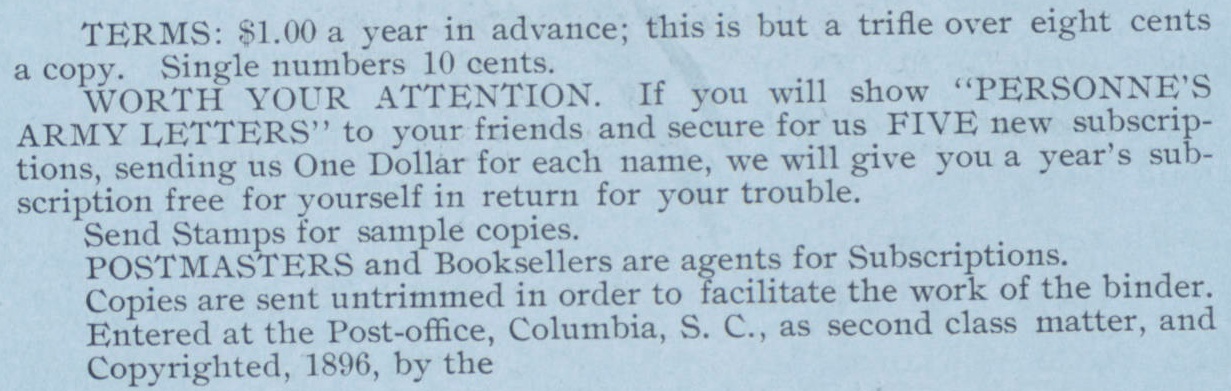 TERMS: $1.00 a year in advance; this is but a trifle over eight cents
a copy. Single numbers 10 cents.
WORTH YOUR ATTENTION. If you will show "PERSONNE'S
ARMY LETTERS" to your friends and secure for us FIVE new subscrip-
tions, sending us One Dollar for each name, we will give you a year's sub-
scription free for yourself in return for your trouble.
Send Stamps for sample copies.
POSTMASTERS and Booksellers are agents for Subscriptions.
Copies are sent untrimmed in order to facilitate the work of the binder.
Entered at the Post-office, Columbia, S. C., as second class matter, and
Copyrighted, 1896, by the